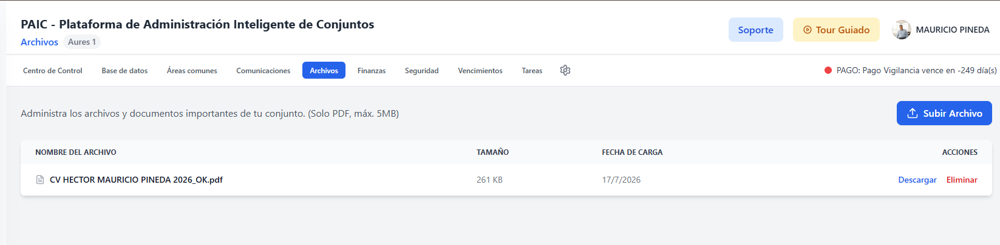 PAIC - Plataforma de Administración Inteligente de Conjuntos
Archivos Aures 1
Soporte
Tour Guiado
MAURICIO PINEDA
Centro de Control Base de datos Áreas comunes Comunicaciones Archivos Finanzas Seguridad Vencimientos Tareas
PAGO: Pago Vigilancia vence en -249 día(s)
Administra los archivos y documentos importantes de tu conjunto. (Solo PDF, máx. 5MB)
Subir Archivo
NOMBRE DEL ARCHIVO TAMAÑO FECHA DE CARGA ACCIONES
CV HECTOR MAURICIO PINEDA 2026_OK.pdf 261 KB 17/7/2026 Descargar Eliminar